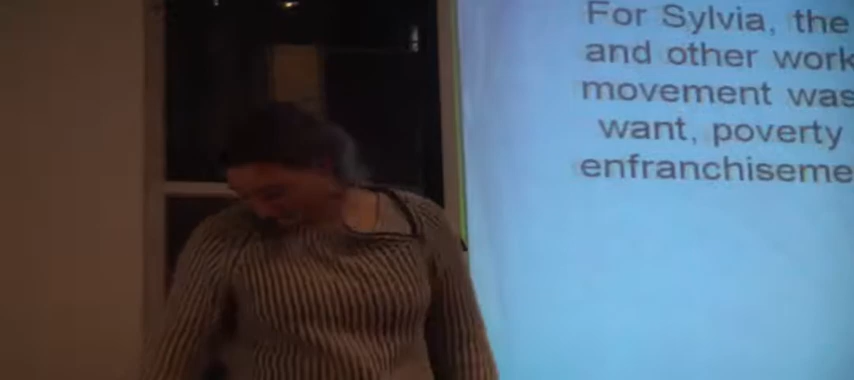 For Sylvia, the
and other work
movement was
want, poverty
enfranchiseme